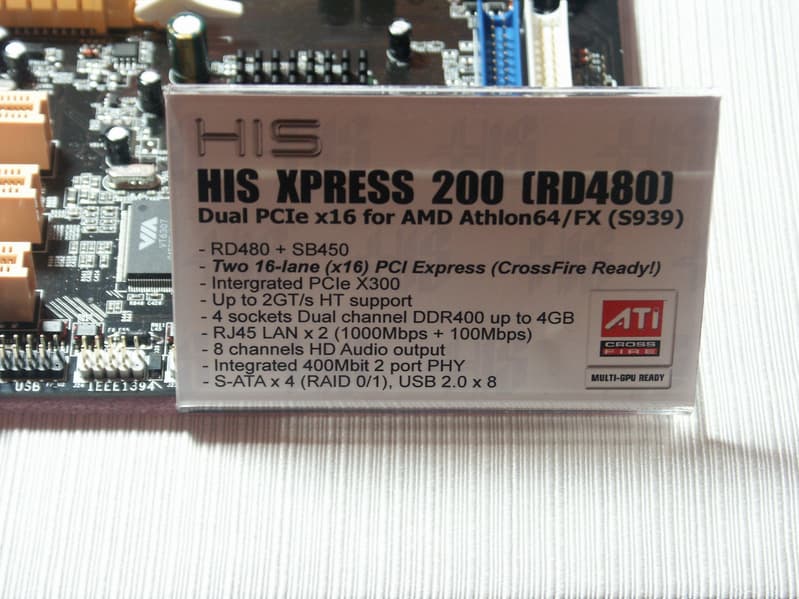 HIS
HIS XPRESS 200 (RD480)
Dual PCIe x16 for AMD Athlon64/FX (S939)
- RD480 + SB450
- Two 16-lane (x16) PCI Express (CrossFire Ready!)
- Intergrated PCIe X300
- Up to 2GT/s HT support
- 4 sockets Dual channel DDR400 up to 4GB
- RJ45 LAN x 2 (1000Mbps + 100Mbps)
- 8 channels HD Audio output
- Integrated 400Mbit 2 port PHY
- S-ATA x 4 (RAID 0/1), USB 2.0 x 8
ATI
CROSS
FIRE
MULTI-GPU READY
VIA
VT6307
USB
IEEE1394